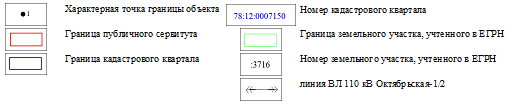 1 Характерная точка границы объекта
Граница публичного сервитута
Граница кадастрового квартала
78:12:0007150 Номер кадастрового квартала
Граница земельного участка, учтенного в ЕГРН
:3716 Номер земельного участка, учтенного в ЕГРН
линия ВЛ 110 кВ Октябрьская-1/2